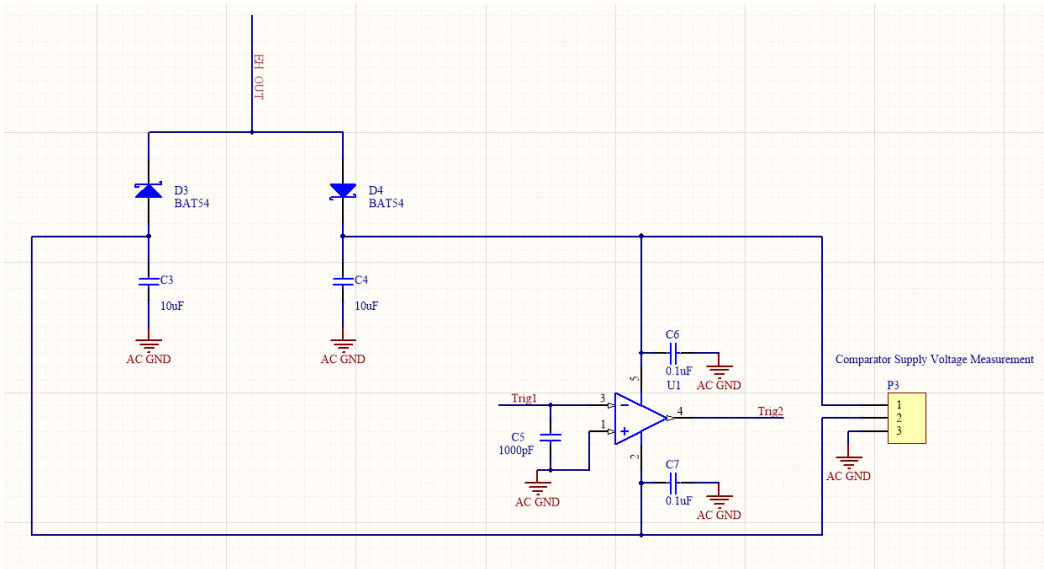 EH_OUT
D3
BAT54
D4
BAT54
C3
10uF
AC GND
C4
10uF
AC GND
C6
0.1uF
AC GND
U1
5
Comparator Supply Voltage Measurement
P3
1
2
3
AC GND
Trig1
3
1
4
Trig2
2
C5
1000pF
AC GND
C7
0.1uF
AC GND